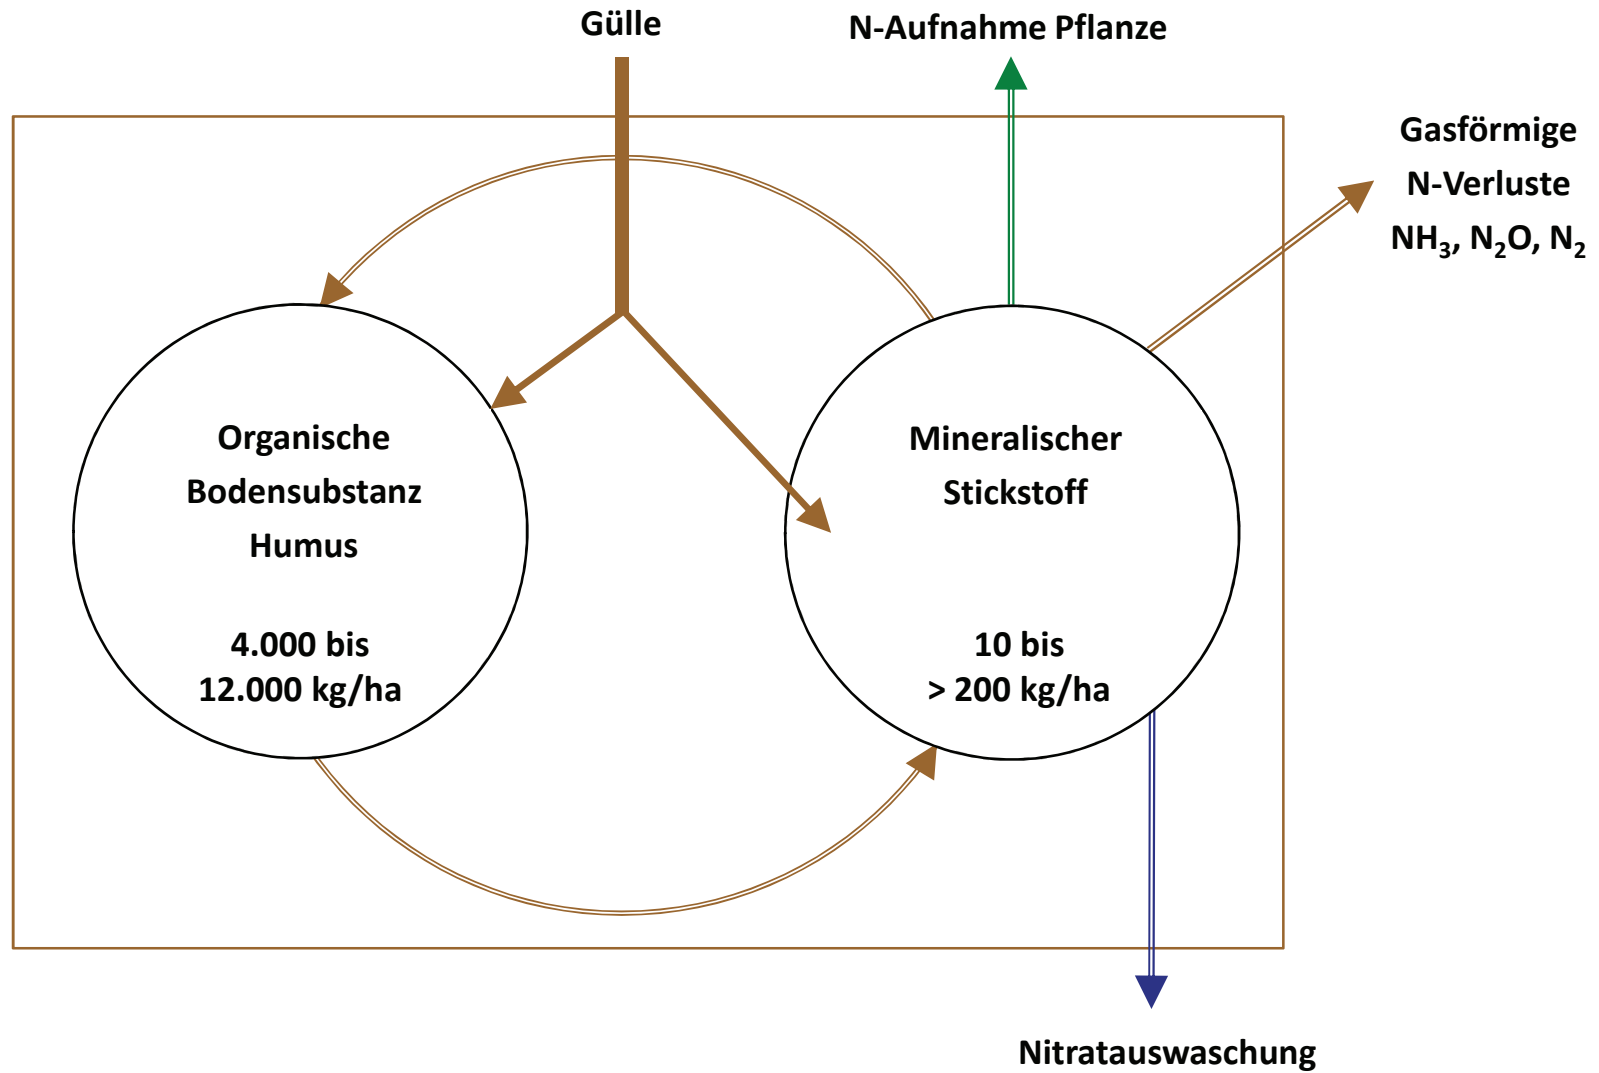 Gülle
N-Aufnahme Pflanze
Gasförmige
N-Verluste
NH₃, N₂O, N₂
Organische
Bodensubstanz
Humus
4.000 bis
12.000 kg/ha
Mineralischer
Stickstoff
10 bis
> 200 kg/ha
Nitratauswaschung